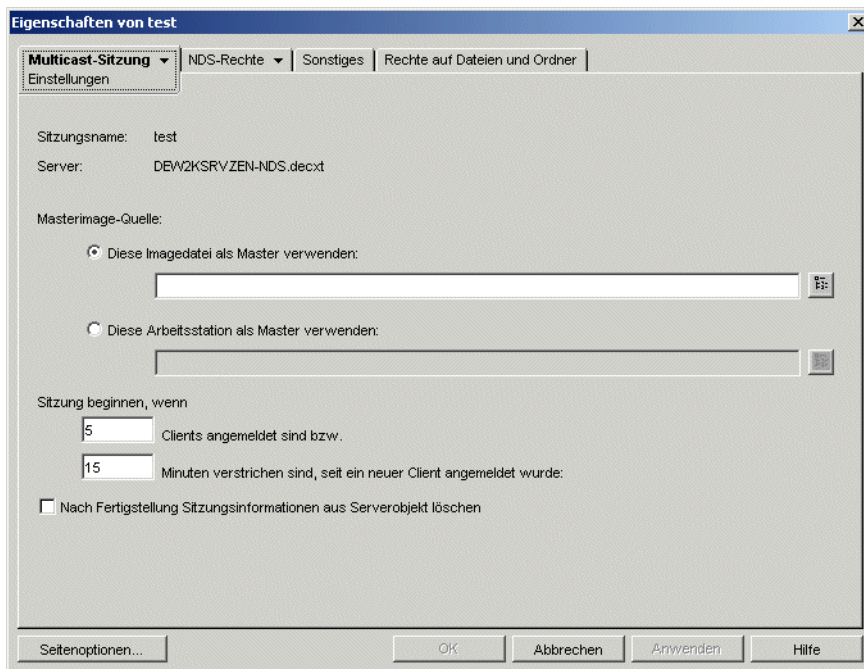 Eigenschaften von test
Multicast-Sitzung
NDS-Rechte
Sonstiges
Rechte auf Dateien und Ordner
Einstellungen
Sitzungsname: test
Server: DEW2KSRVZEN-NDS.decxt
Masterimage-Quelle:
Diese Imagedatei als Master verwenden:
Diese Arbeitsstation als Master verwenden:
Sitzung beginnen, wenn
5 Clients angemeldet sind bzw.
15 Minuten verstrichen sind, seit ein neuer Client angemeldet wurde:
Nach Fertigstellung Sitzungsinformationen aus Serverobjekt löschen
Seitenoptionen...
OK
Abbrechen
Anwenden
Hilfe